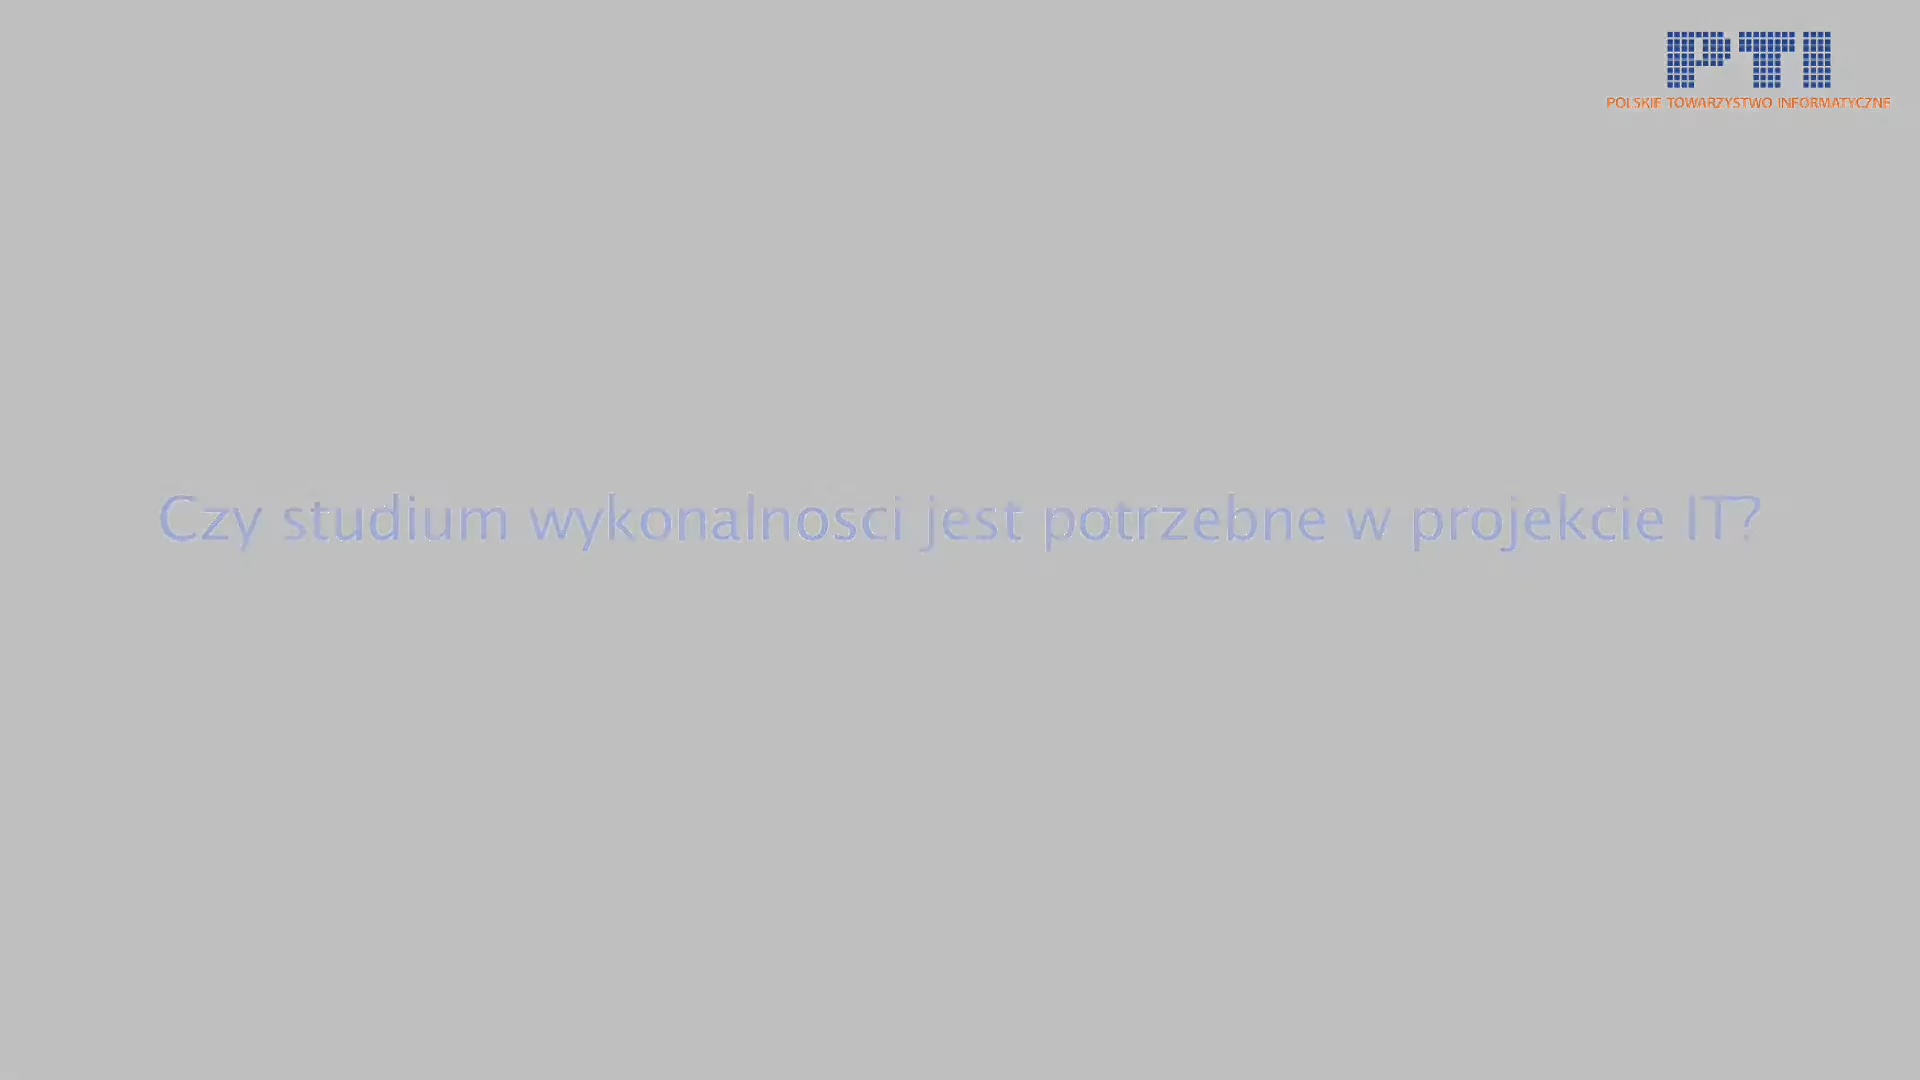 PTI
POLSKIE TOWARZYSTWO INFORMATYCZNE
Czy studium wykonalnosci jest potrzebne w projekcie IT?